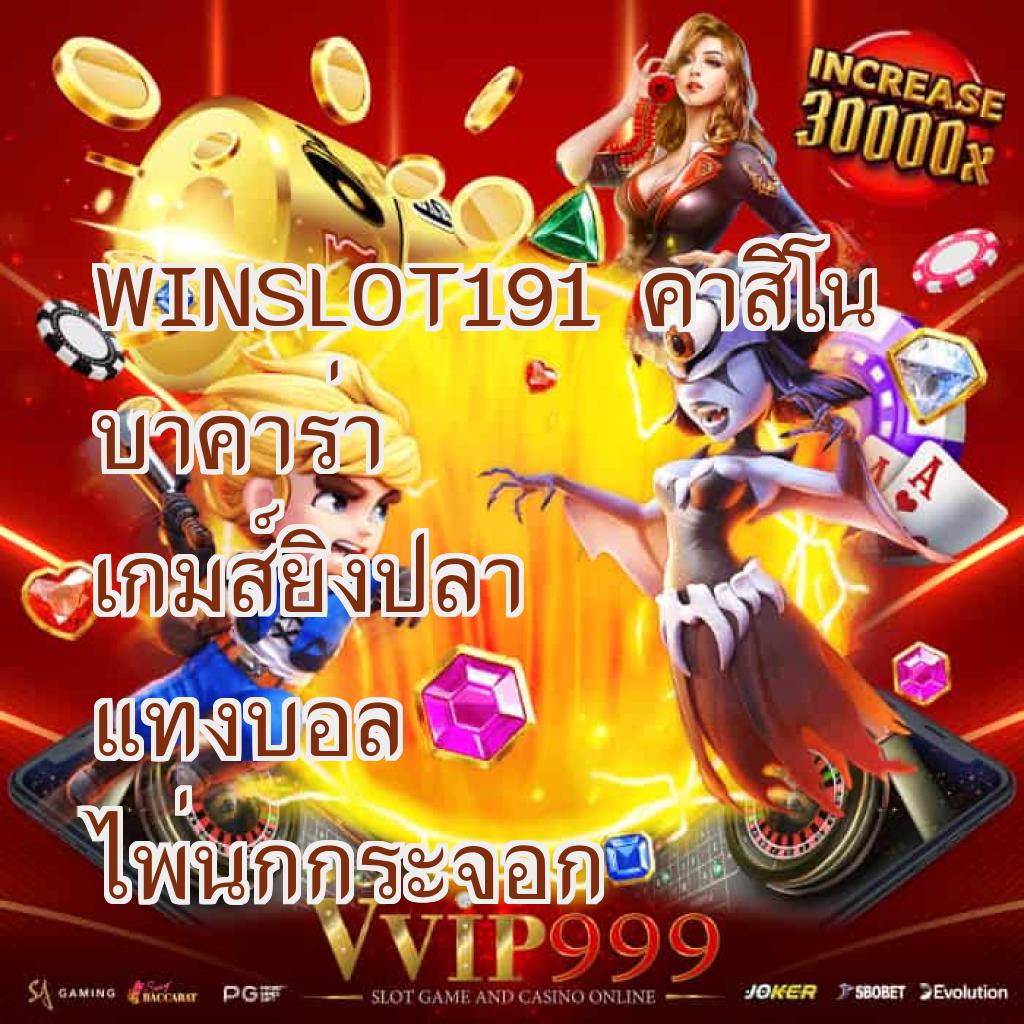 INCREASE
30000x
WINSLOT191 คาสิโน
บาคาร่า
เกมส์ยิงปลา
แทงบอล
ไพ่นกกระจอก
VVIP999
SLOT GAME AND CASINO ONLINE
SA GAMING Sexy BACCARAT PG JOKER SBOBET Evolution